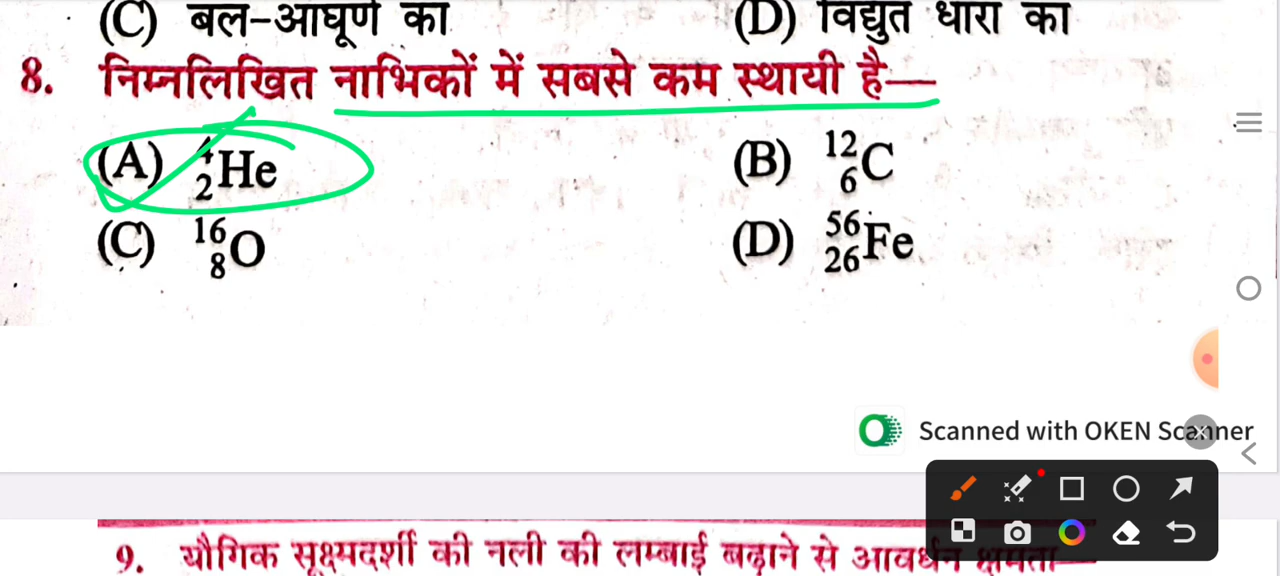 (C) बल-आघूर्ण का (D) विद्युत धारा का
8. निम्नलिखित नाभिकों में सबसे कम स्थायी है—
(A) ⁴₂He (B) ¹²₆C
(C) ¹⁶₈O (D) ⁵⁶₂₆Fe
Scanned with OKEN Scanner
9. यौगिक सूक्ष्मदर्शी की नली की लम्बाई बढ़ाने से आवर्धन क्षमता—